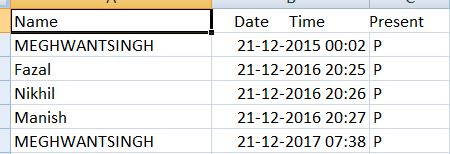 Name Date Time Present
MEGHWANTSINGH 21-12-2015 00:02 P
Fazal 21-12-2016 20:25 P
Nikhil 21-12-2016 20:26 P
Manish 21-12-2016 20:27 P
MEGHWANTSINGH 21-12-2017 07:38 P